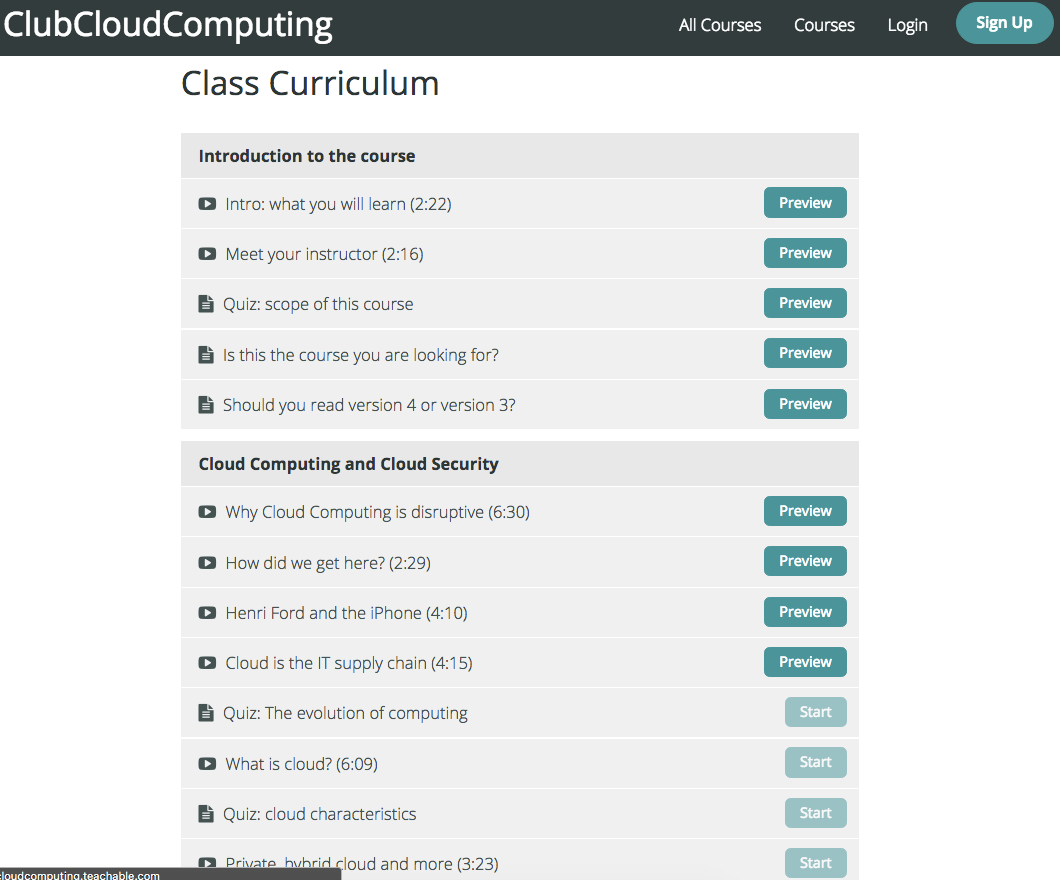 ClubCloudComputing
All Courses Courses Login Sign Up
Class Curriculum
Introduction to the course
Intro: what you will learn (2:22) Preview
Meet your instructor (2:16) Preview
Quiz: scope of this course Preview
Is this the course you are looking for? Preview
Should you read version 4 or version 3? Preview
Cloud Computing and Cloud Security
Why Cloud Computing is disruptive (6:30) Preview
How did we get here? (2:29) Preview
Henri Ford and the iPhone (4:10) Preview
Cloud is the IT supply chain (4:15) Preview
Quiz: The evolution of computing Start
What is cloud? (6:09) Start
Quiz: cloud characteristics Start
Private, hybrid cloud and more (3:23) Start
cloudcomputing.teachable.com